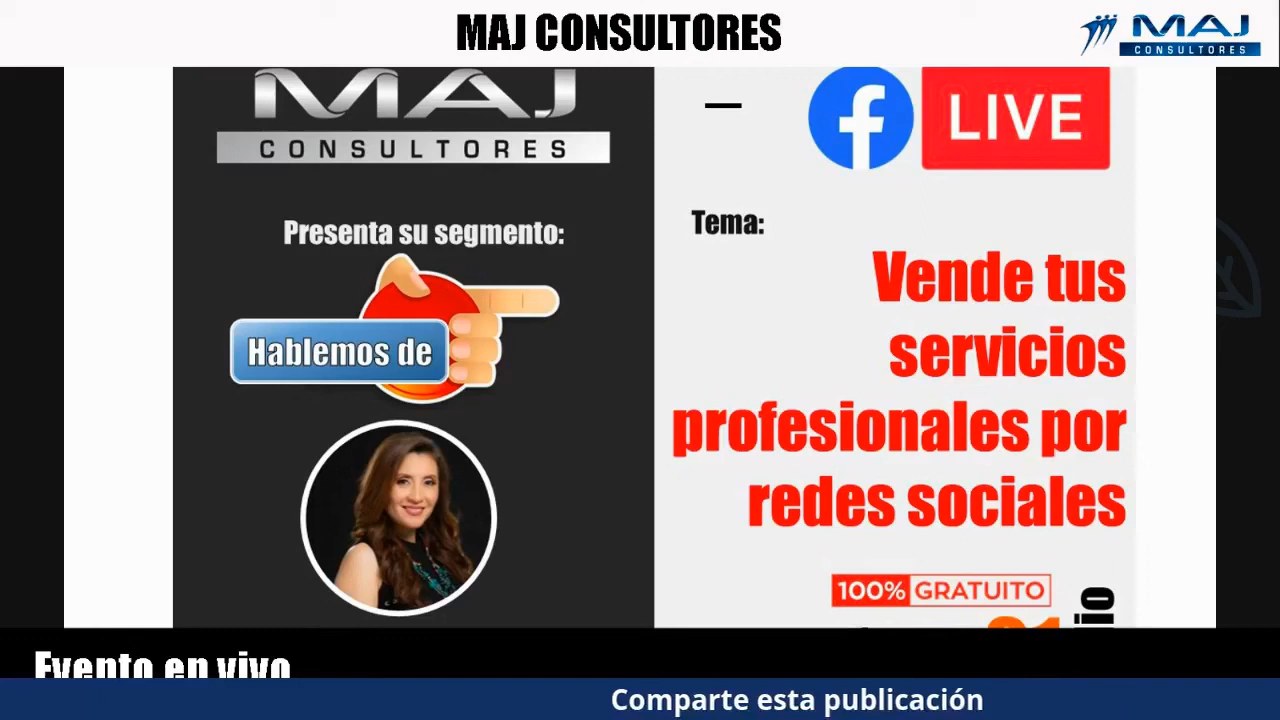 MAJ CONSULTORES
MAJ
CONSULTORES
MAJ
CONSULTORES
Presenta su segmento:
Hablemos de
LIVE
Tema:
Vende tus
servicios
profesionales por
redes sociales
100% GRATUITO
Evento en vivo
Comparte esta publicación